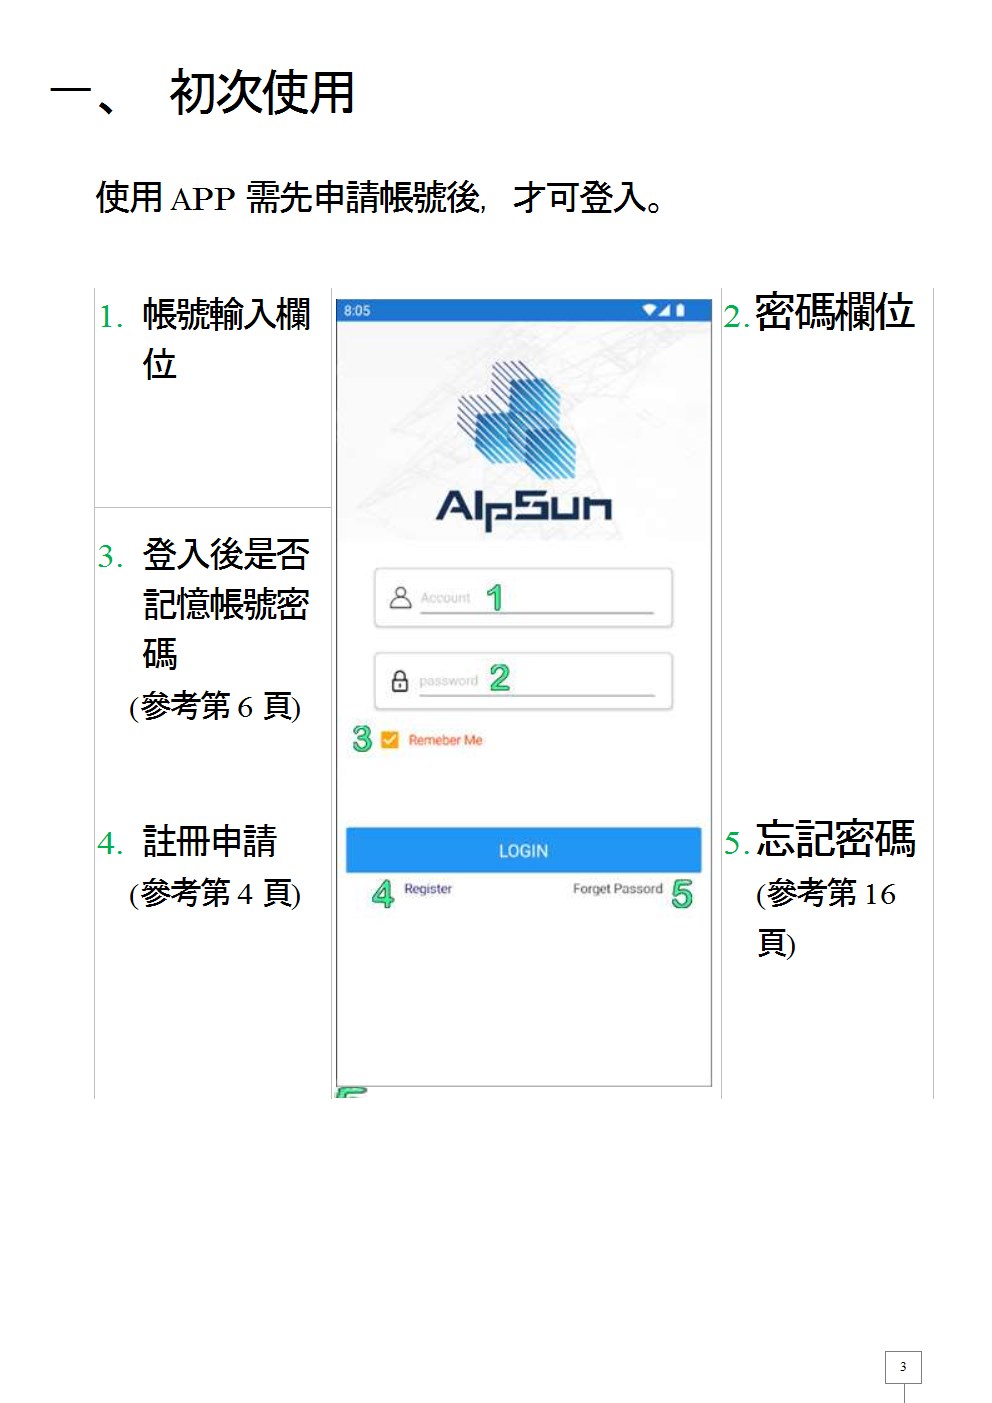 一、 初次使用
使用 APP 需先申請帳號後, 才可登入。
1. 帳號輸入欄
位
3. 登入後是否
記憶帳號密
碼
(參考第 6 頁)
4. 註冊申請
(參考第 4 頁)
8:05
AlpSun
Account 1
password 2
3 Remeber Me
LOGIN
4 Register
Forget Passord 5
2. 密碼欄位
5. 忘記密碼
(參考第 16
頁)
3